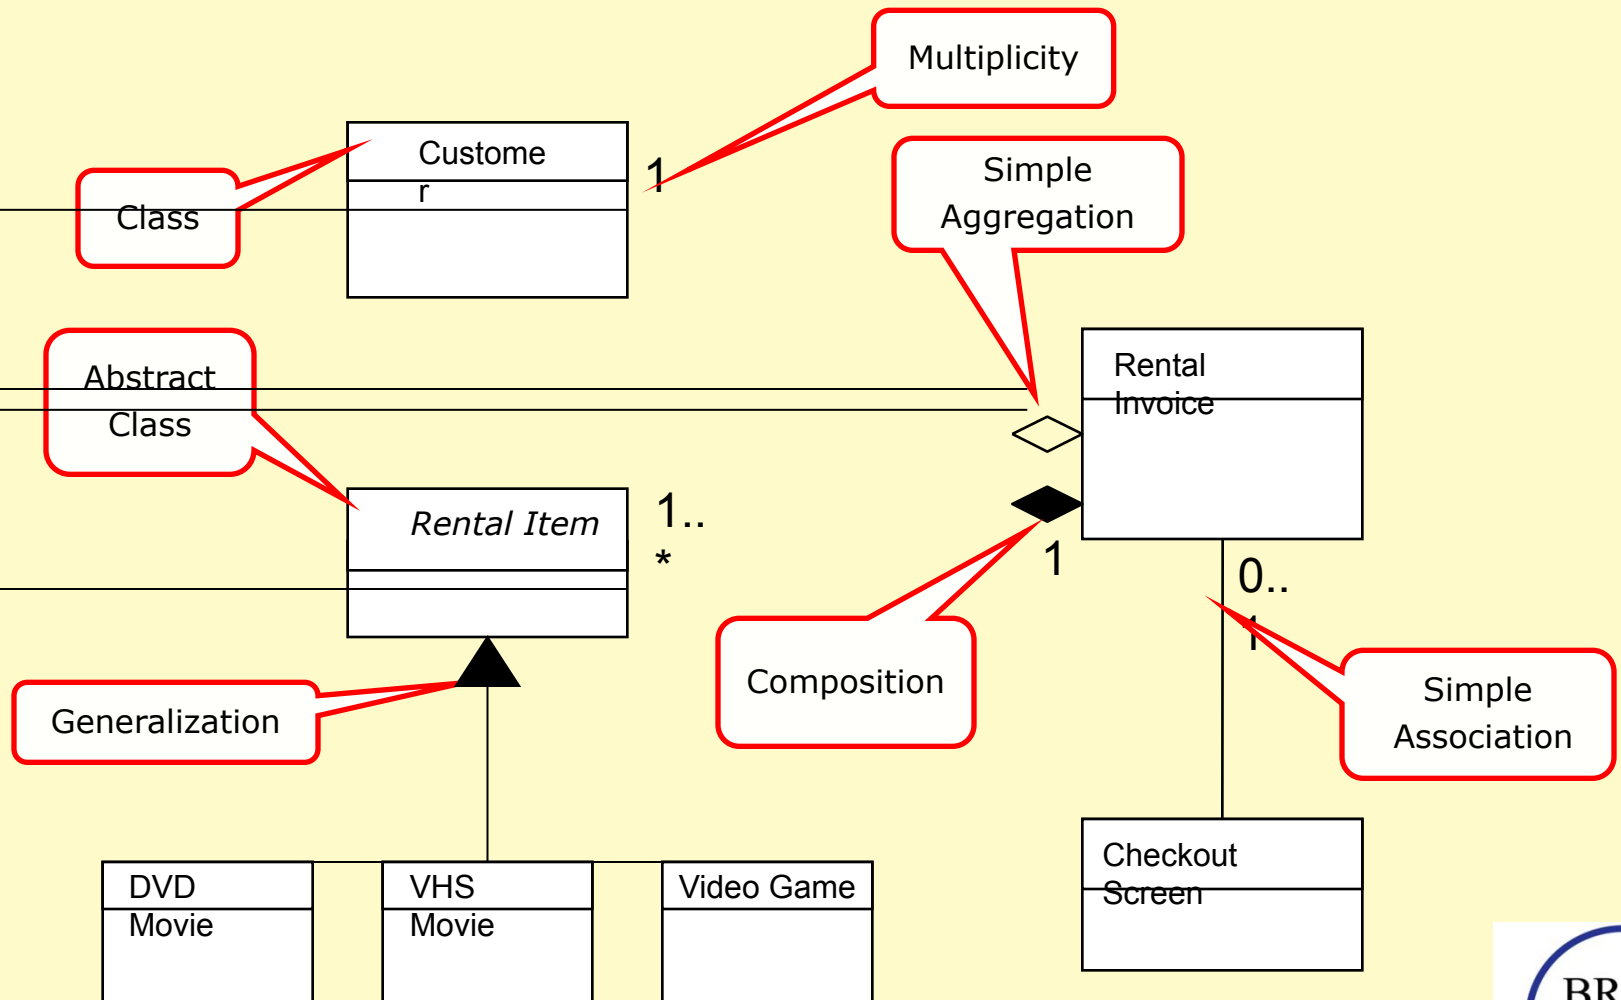 Multiplicity
Custome
r
1
Class
Simple
Aggregation
Abstract
Class
Rental
Invoice
Rental Item
1..
*
1
0..
1
Composition
Generalization
Simple
Association
Checkout
Screen
DVD
Movie
VHS
Movie
Video Game
BR